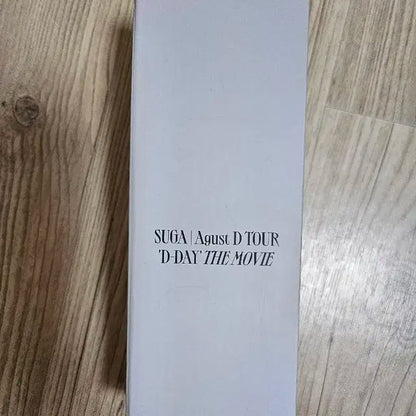 SUGA | Agust D TOUR
'D-DAY' THE MOVIE